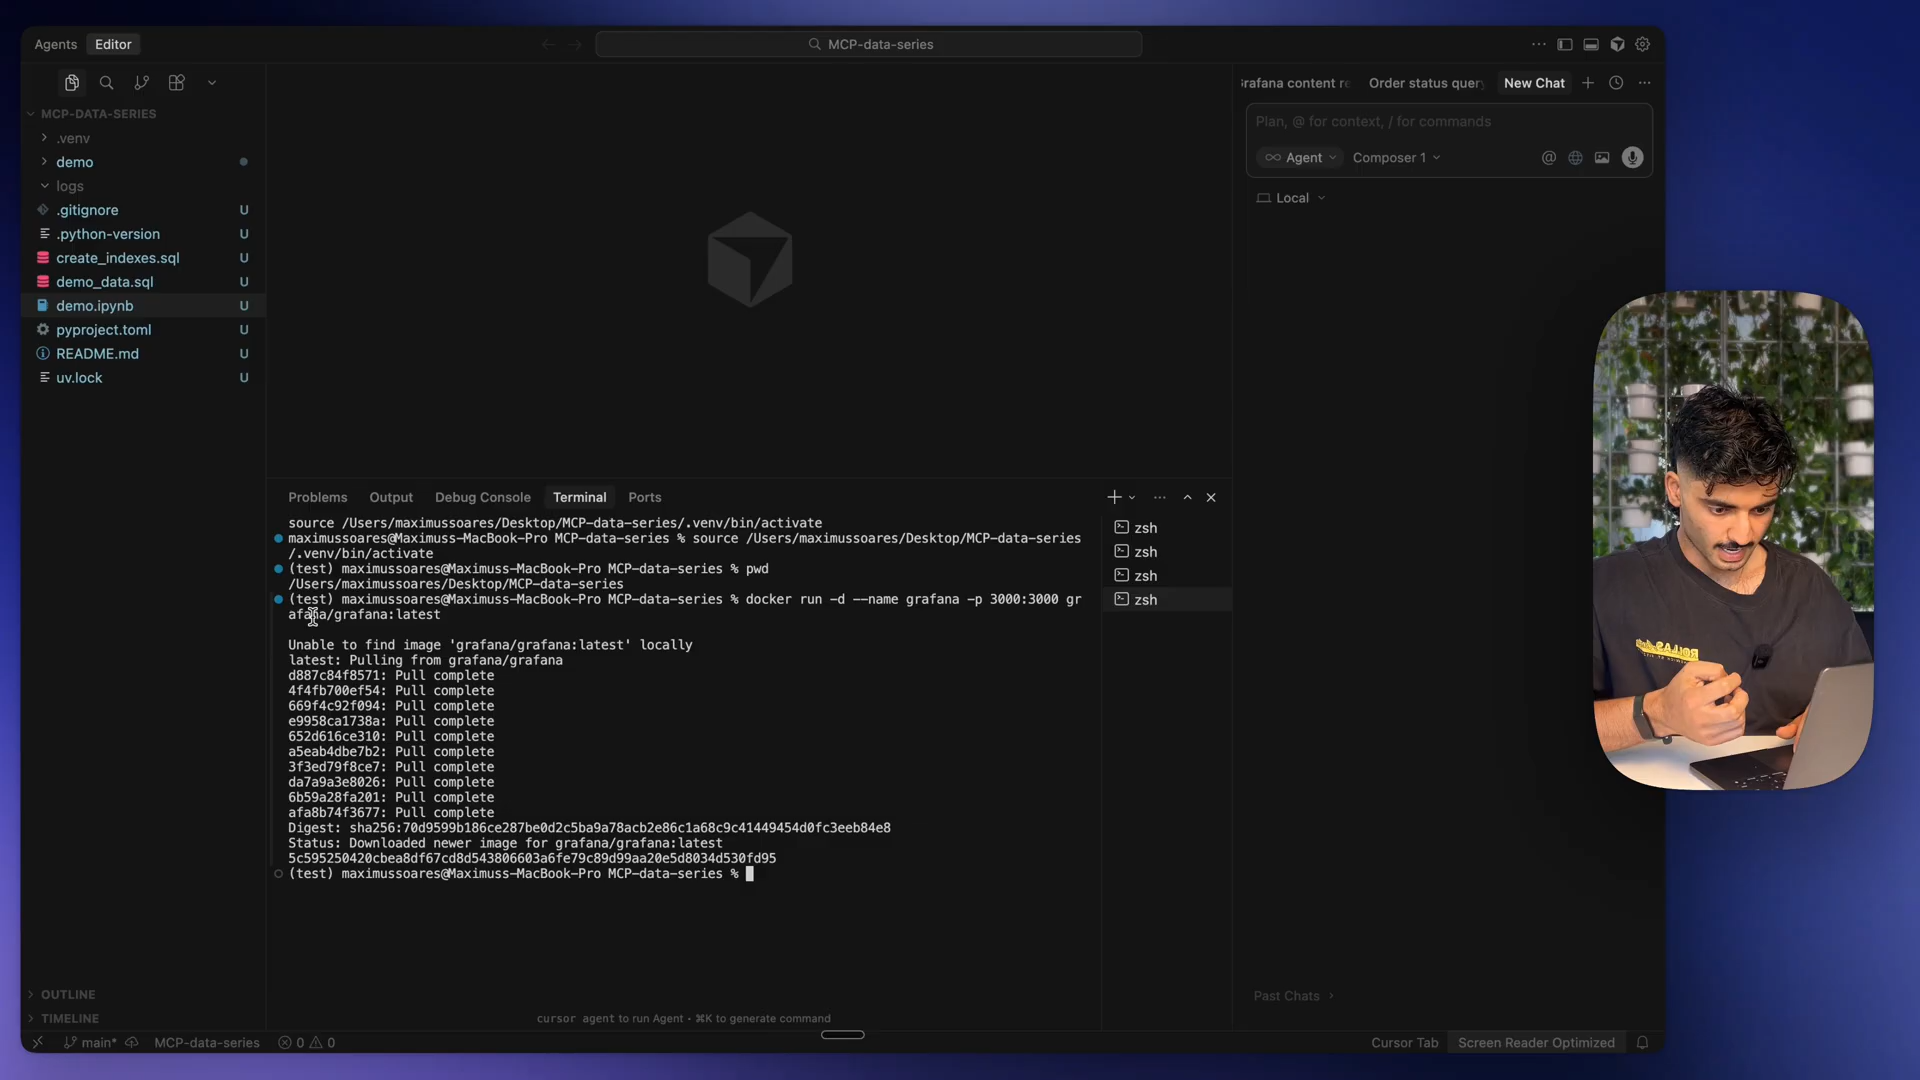 Agents
Editor
MCP-data-series
MCP-DATA-SERIES
.venv
demo
logs
.gitignore U
.python-version U
create_indexes.sql U
demo_data.sql U
demo.ipynb U
pyproject.toml U
README.md U
uv.lock U
OUTLINE
TIMELINE
Problems
Output
Debug Console
Terminal
Ports
source /Users/maximussoares/Desktop/MCP-data-series/.venv/bin/activate
maximussoares@Maximuss-MacBook-Pro MCP-data-series % source /Users/maximussoares/Desktop/MCP-data-series
/.venv/bin/activate
(test) maximussoares@Maximuss-MacBook-Pro MCP-data-series % pwd
/Users/maximussoares/Desktop/MCP-data-series
(test) maximussoares@Maximuss-MacBook-Pro MCP-data-series % docker run -d --name grafana -p 3000:3000 gr
afana/grafana:latest
Unable to find image 'grafana/grafana:latest' locally
latest: Pulling from grafana/grafana
d887c84f8571: Pull complete
4f4fb700ef54: Pull complete
669f4c92f094: Pull complete
e9958ca1738a: Pull complete
652d616ce310: Pull complete
a5eab4dbe7b2: Pull complete
3f3ed79f8ce7: Pull complete
da7a9a3e8026: Pull complete
6b59a28fa201: Pull complete
afa8b74f3677: Pull complete
Digest: sha256:70d9599b186ce287be0d2c5ba9a78acb2e86c1a68c9c41449454d0fc3eeb84e8
Status: Downloaded newer image for grafana/grafana:latest
5c595250420cbea8df67cd8d543806603a6fe79c89d99aa20e5d8034d530fd95
(test) maximussoares@Maximuss-MacBook-Pro MCP-data-series %
cursor agent to run Agent • ⌘K to generate command
zsh
zsh
zsh
zsh
Grafana content re
Order status query
New Chat
Plan, @ for context, / for commands
Agent
Composer 1
Local
Past Chats
main*
MCP-data-series
0
0
Cursor Tab
Screen Reader Optimized